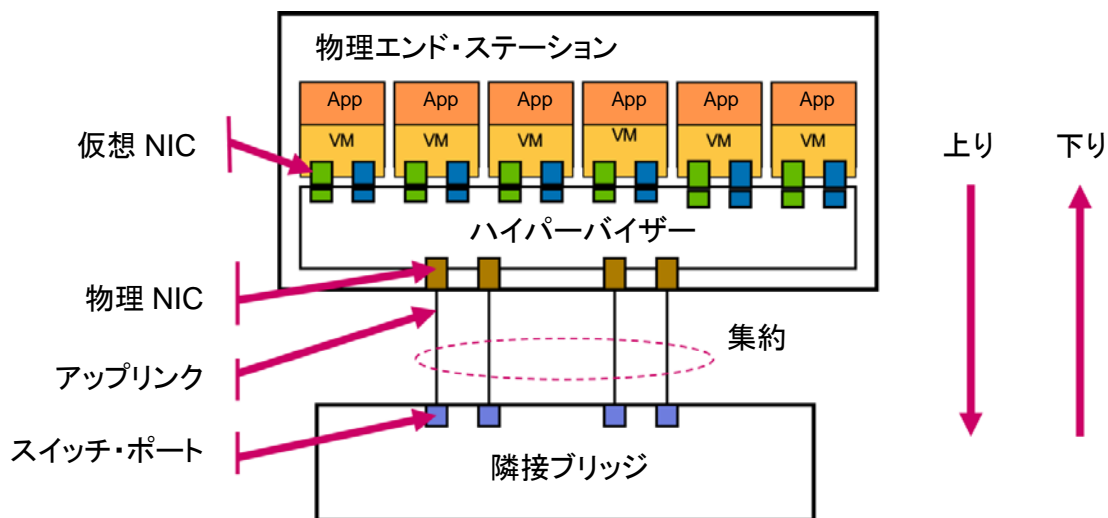 物理エンド・ステーション
App App App App App App
VM VM VM VM VM VM
仮想 NIC
上り 下り
ハイパーバイザー
物理 NIC
集約
アップリンク
スイッチ・ポート
隣接ブリッジ